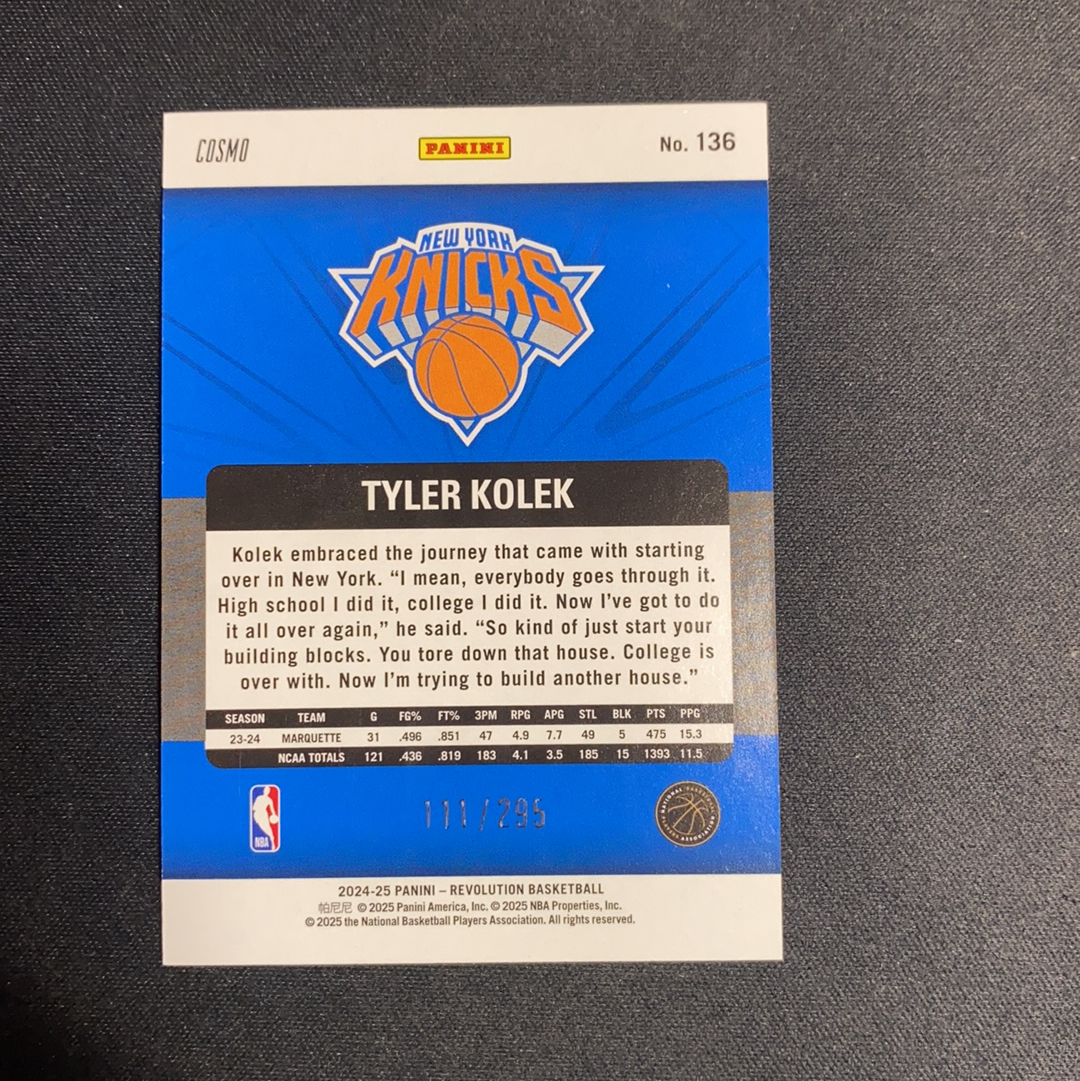 COSMO
PANINI
No. 136
NEW YORK
KNICKS
TYLER KOLEK
Kolek embraced the journey that came with starting
over in New York. “I mean, everybody goes through it.
High school I did it, college I did it. Now I’ve got to do
it all over again,” he said. “So kind of just start your
building blocks. You tore down that house. College is
over with. Now I’m trying to build another house.”
SEASON TEAM G FG% FT% 3PM RPG APG STL BLK PTS PPG
23-24 MARQUETTE 31 .496 .851 47 4.9 7.7 49 5 475 15.3
NCAA TOTALS 121 .436 .819 183 4.1 3.5 185 15 1393 11.5
NBA
111/295
NATIONAL BASKETBALL PLAYERS ASSOCIATION
2024-25 PANINI – REVOLUTION BASKETBALL
帕尼尼 © 2025 Panini America, Inc. © 2025 NBA Properties, Inc.
© 2025 the National Basketball Players Association. All rights reserved.